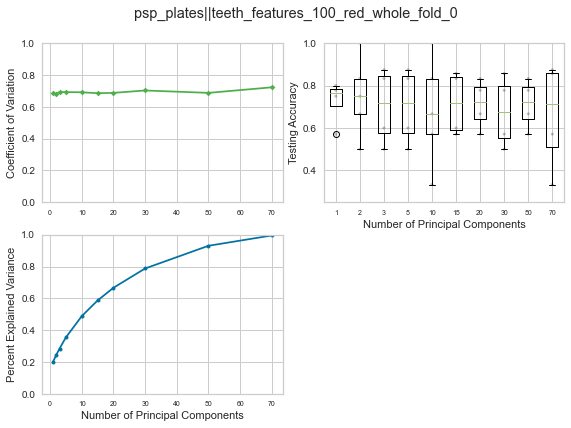 psp_plates||teeth_features_100_red_whole_fold_0
Coefficient of Variation
1.0
0.8
0.6
0.4
0.2
0.0
0 10 20 30 40 50 60 70
Testing Accuracy
1.0
0.8
0.6
0.4
1 2 3 5 10 15 20 30 50 70
Number of Principal Components
Percent Explained Variance
1.0
0.8
0.6
0.4
0.2
0.0
0 10 20 30 40 50 60 70
Number of Principal Components